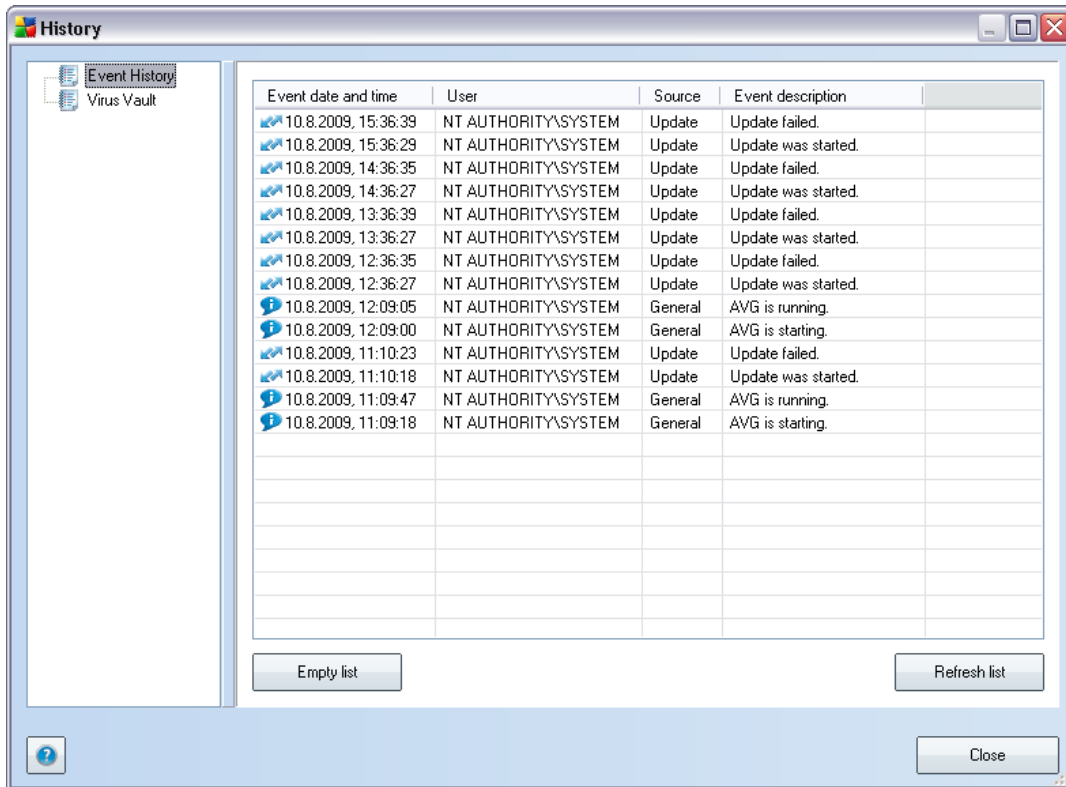 History
Event History
Virus Vault
Event date and time User Source Event description
10.8.2009, 15:36:39 NT AUTHORITY\SYSTEM Update Update failed.
10.8.2009, 15:36:29 NT AUTHORITY\SYSTEM Update Update was started.
10.8.2009, 14:36:35 NT AUTHORITY\SYSTEM Update Update failed.
10.8.2009, 14:36:27 NT AUTHORITY\SYSTEM Update Update was started.
10.8.2009, 13:36:39 NT AUTHORITY\SYSTEM Update Update failed.
10.8.2009, 13:36:27 NT AUTHORITY\SYSTEM Update Update was started.
10.8.2009, 12:36:35 NT AUTHORITY\SYSTEM Update Update failed.
10.8.2009, 12:36:27 NT AUTHORITY\SYSTEM Update Update was started.
10.8.2009, 12:09:05 NT AUTHORITY\SYSTEM General AVG is running.
10.8.2009, 12:09:00 NT AUTHORITY\SYSTEM General AVG is starting.
10.8.2009, 11:10:23 NT AUTHORITY\SYSTEM Update Update failed.
10.8.2009, 11:10:18 NT AUTHORITY\SYSTEM Update Update was started.
10.8.2009, 11:09:47 NT AUTHORITY\SYSTEM General AVG is running.
10.8.2009, 11:09:18 NT AUTHORITY\SYSTEM General AVG is starting.
Empty list Refresh list
? Close